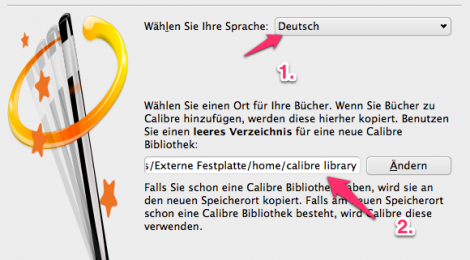 Wählen Sie Ihre Sprache: Deutsch
1.
Wählen Sie einen Ort für Ihre Bücher. Wenn Sie Bücher zu
Calibre hinzufügen, werden diese hierher kopiert. Benutzen
Sie einen leeres Verzeichnis für eine neue Calibre
Bibliothek:
s/Externe Festplatte/home/calibre library Ändern
Falls Sie schon eine Calibre Bibliothek haben, wird sie an
den neuen Speicherort kopiert. Falls am neuen Speicherort
schon eine Calibre Bibliothek besteht, wird Calibre diese
verwenden.
2.